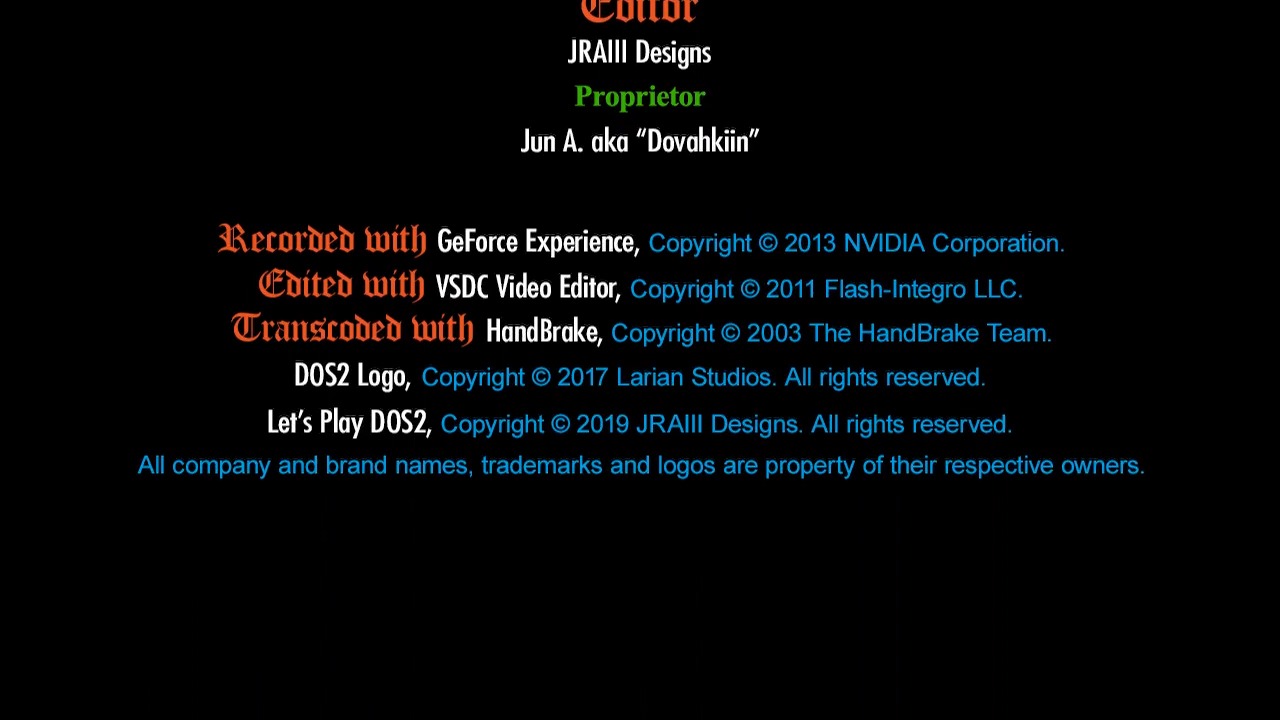 Editor
JRAIII Designs
Proprietor
Jun A. aka “Dovahkiin”
Recorded with GeForce Experience, Copyright © 2013 NVIDIA Corporation.
Edited with VSDC Video Editor, Copyright © 2011 Flash-Integro LLC.
Transcoded with HandBrake, Copyright © 2003 The HandBrake Team.
DOS2 Logo, Copyright © 2017 Larian Studios. All rights reserved.
Let’s Play DOS2, Copyright © 2019 JRAIII Designs. All rights reserved.
All company and brand names, trademarks and logos are property of their respective owners.